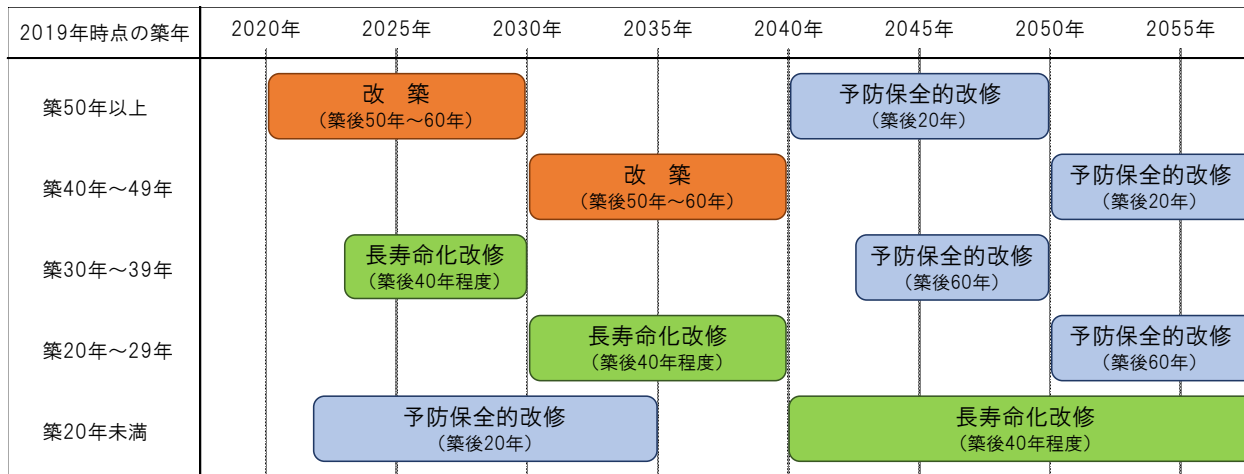 2019年時点の築年
2020年
2025年
2030年
2035年
2040年
2045年
2050年
2055年
築50年以上
改　築
（築後50年～60年）
予防保全的改修
（築後20年）
築40年～49年
改　築
（築後50年～60年）
予防保全的改修
（築後20年）
築30年～39年
長寿命化改修
（築後40年程度）
予防保全的改修
（築後60年）
築20年～29年
長寿命化改修
（築後40年程度）
予防保全的改修
（築後60年）
築20年未満
予防保全的改修
（築後20年）
長寿命化改修
（築後40年程度）